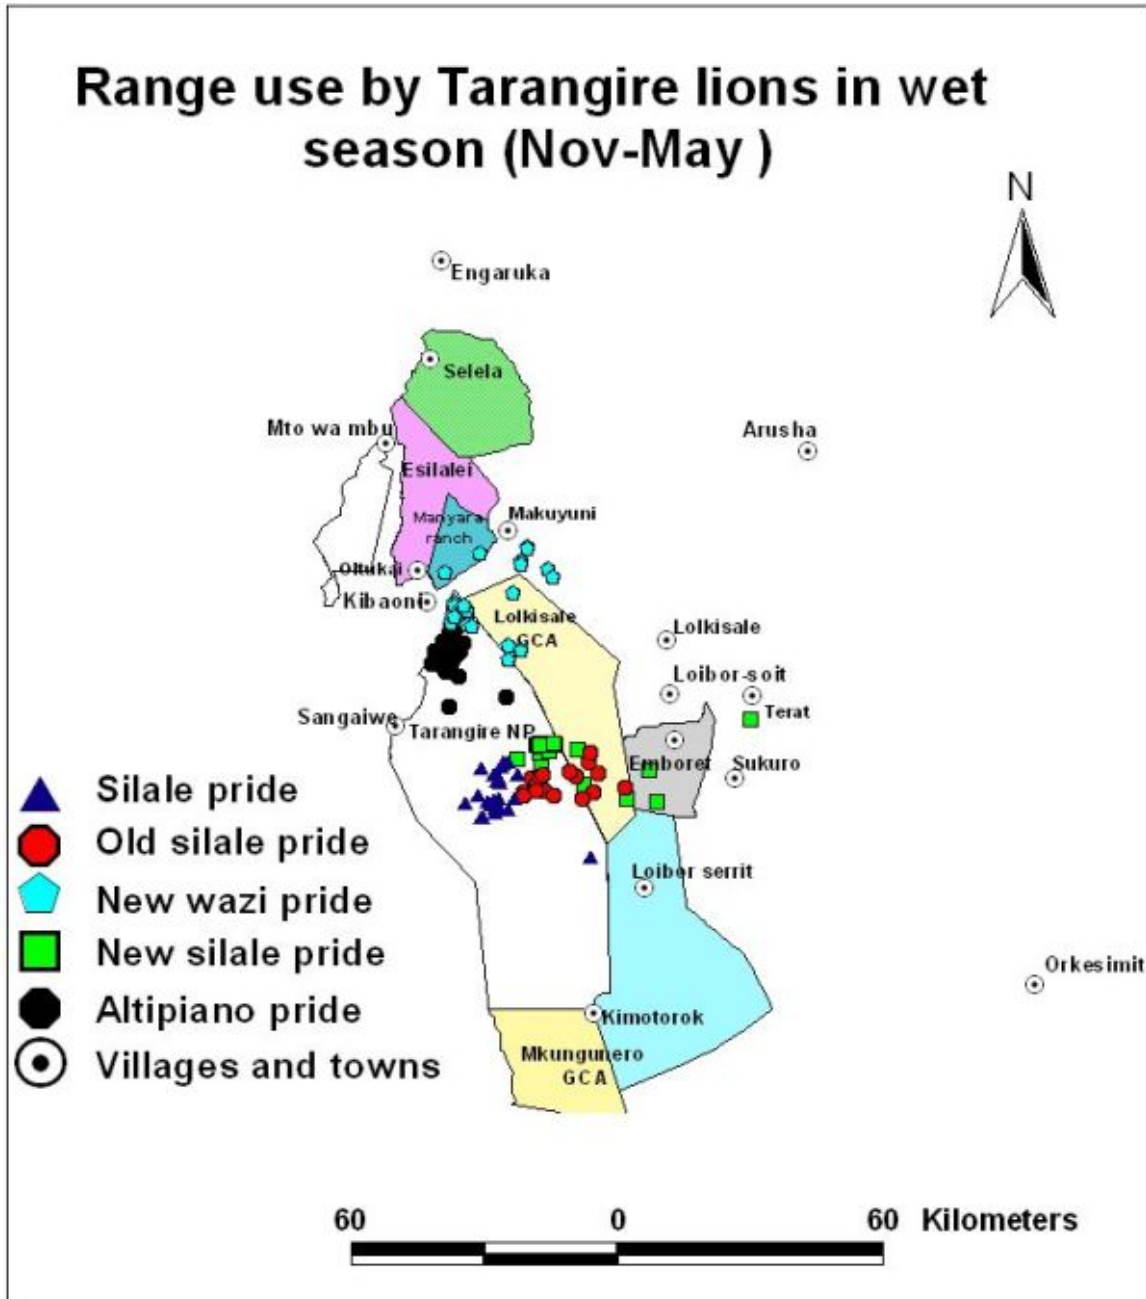 Range use by Tarangire lions in wet
season (Nov-May )
N
Engaruka
Selela
Mto wa mbu
Arusha
Esilalei
Manyara
ranch
Makuyuni
Oltukai
Kibaoni
Lolkisale
GCA
Lolkisale
Loibor-soit
Terat
Sangaiwe
Tarangire NP
Emboret
Sukuro
Silale pride
Old silale pride
New wazi pride
New silale pride
Altipiano pride
Villages and towns
Loibor serrit
Orkesimit
Kimotorok
Mkungunero
GCA
60 0 60 Kilometers